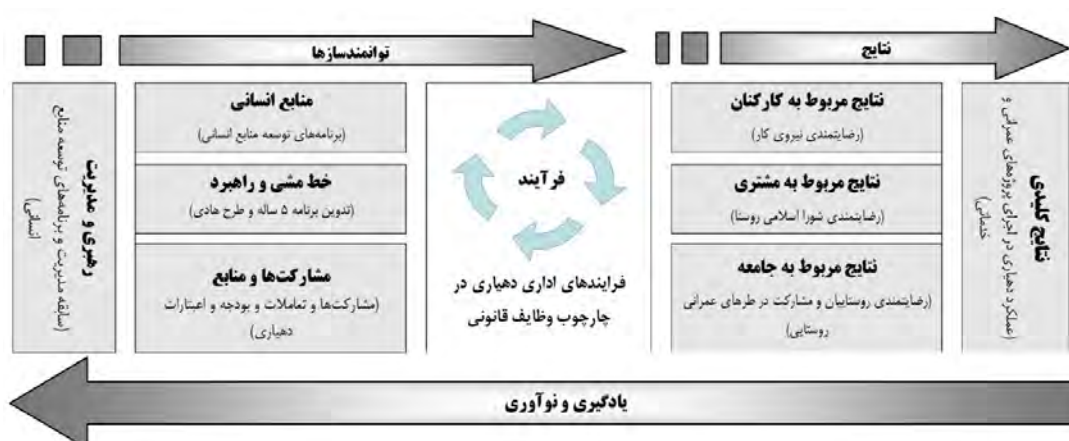 توانمندسازها
نتایج
رهبری و مدیریت
(سابقه مدیریت و برنامه‌های توسعه منابع
انسانی)
منابع انسانی
(برنامه‌های توسعه منابع انسانی)
خط مشی و راهبرد
(تدوین برنامه ۵ ساله و طرح هادی)
مشارکت‌ها و منابع
(مشارکت‌ها و تعاملات و بودجه و اعتبارات
دهیاری)
فرآیند
فرایندهای اداری دهیاری در
چارچوب وظایف قانونی
نتایج مربوط به کارکنان
(رضایتمندی نیروی کار)
نتایج مربوط به مشتری
(رضایتمندی شورا اسلامی روستا)
نتایج مربوط به جامعه
(رضایتمندی روستاییان و مشارکت در طرهای عمرانی
روستایی)
نتایج کلیدی
(عملکرد دهیاری در اجرای پروژهای عمرانی و
خدماتی)
یادگیری و نوآوری